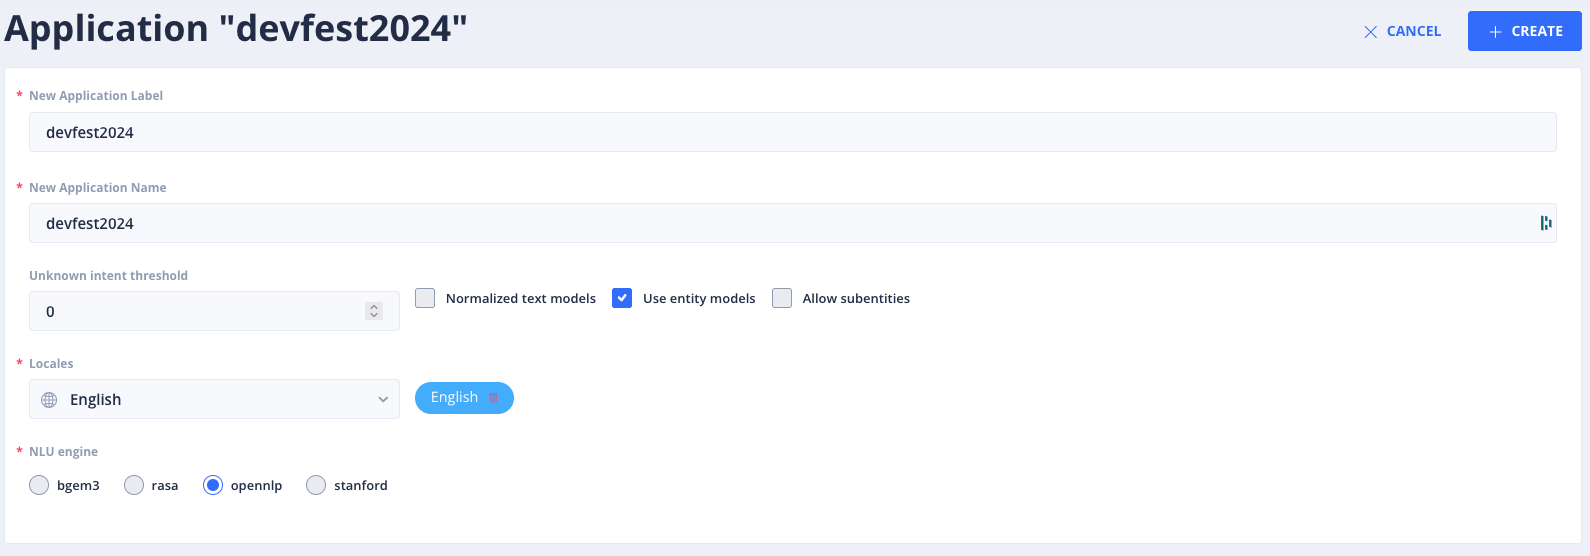 Application "devfest2024"
CANCEL
CREATE
* New Application Label
devfest2024
* New Application Name
devfest2024
Unknown intent threshold
0
Normalized text models
Use entity models
Allow subentities
* Locales
English
English
* NLU engine
bgem3
rasa
opennlp
stanford